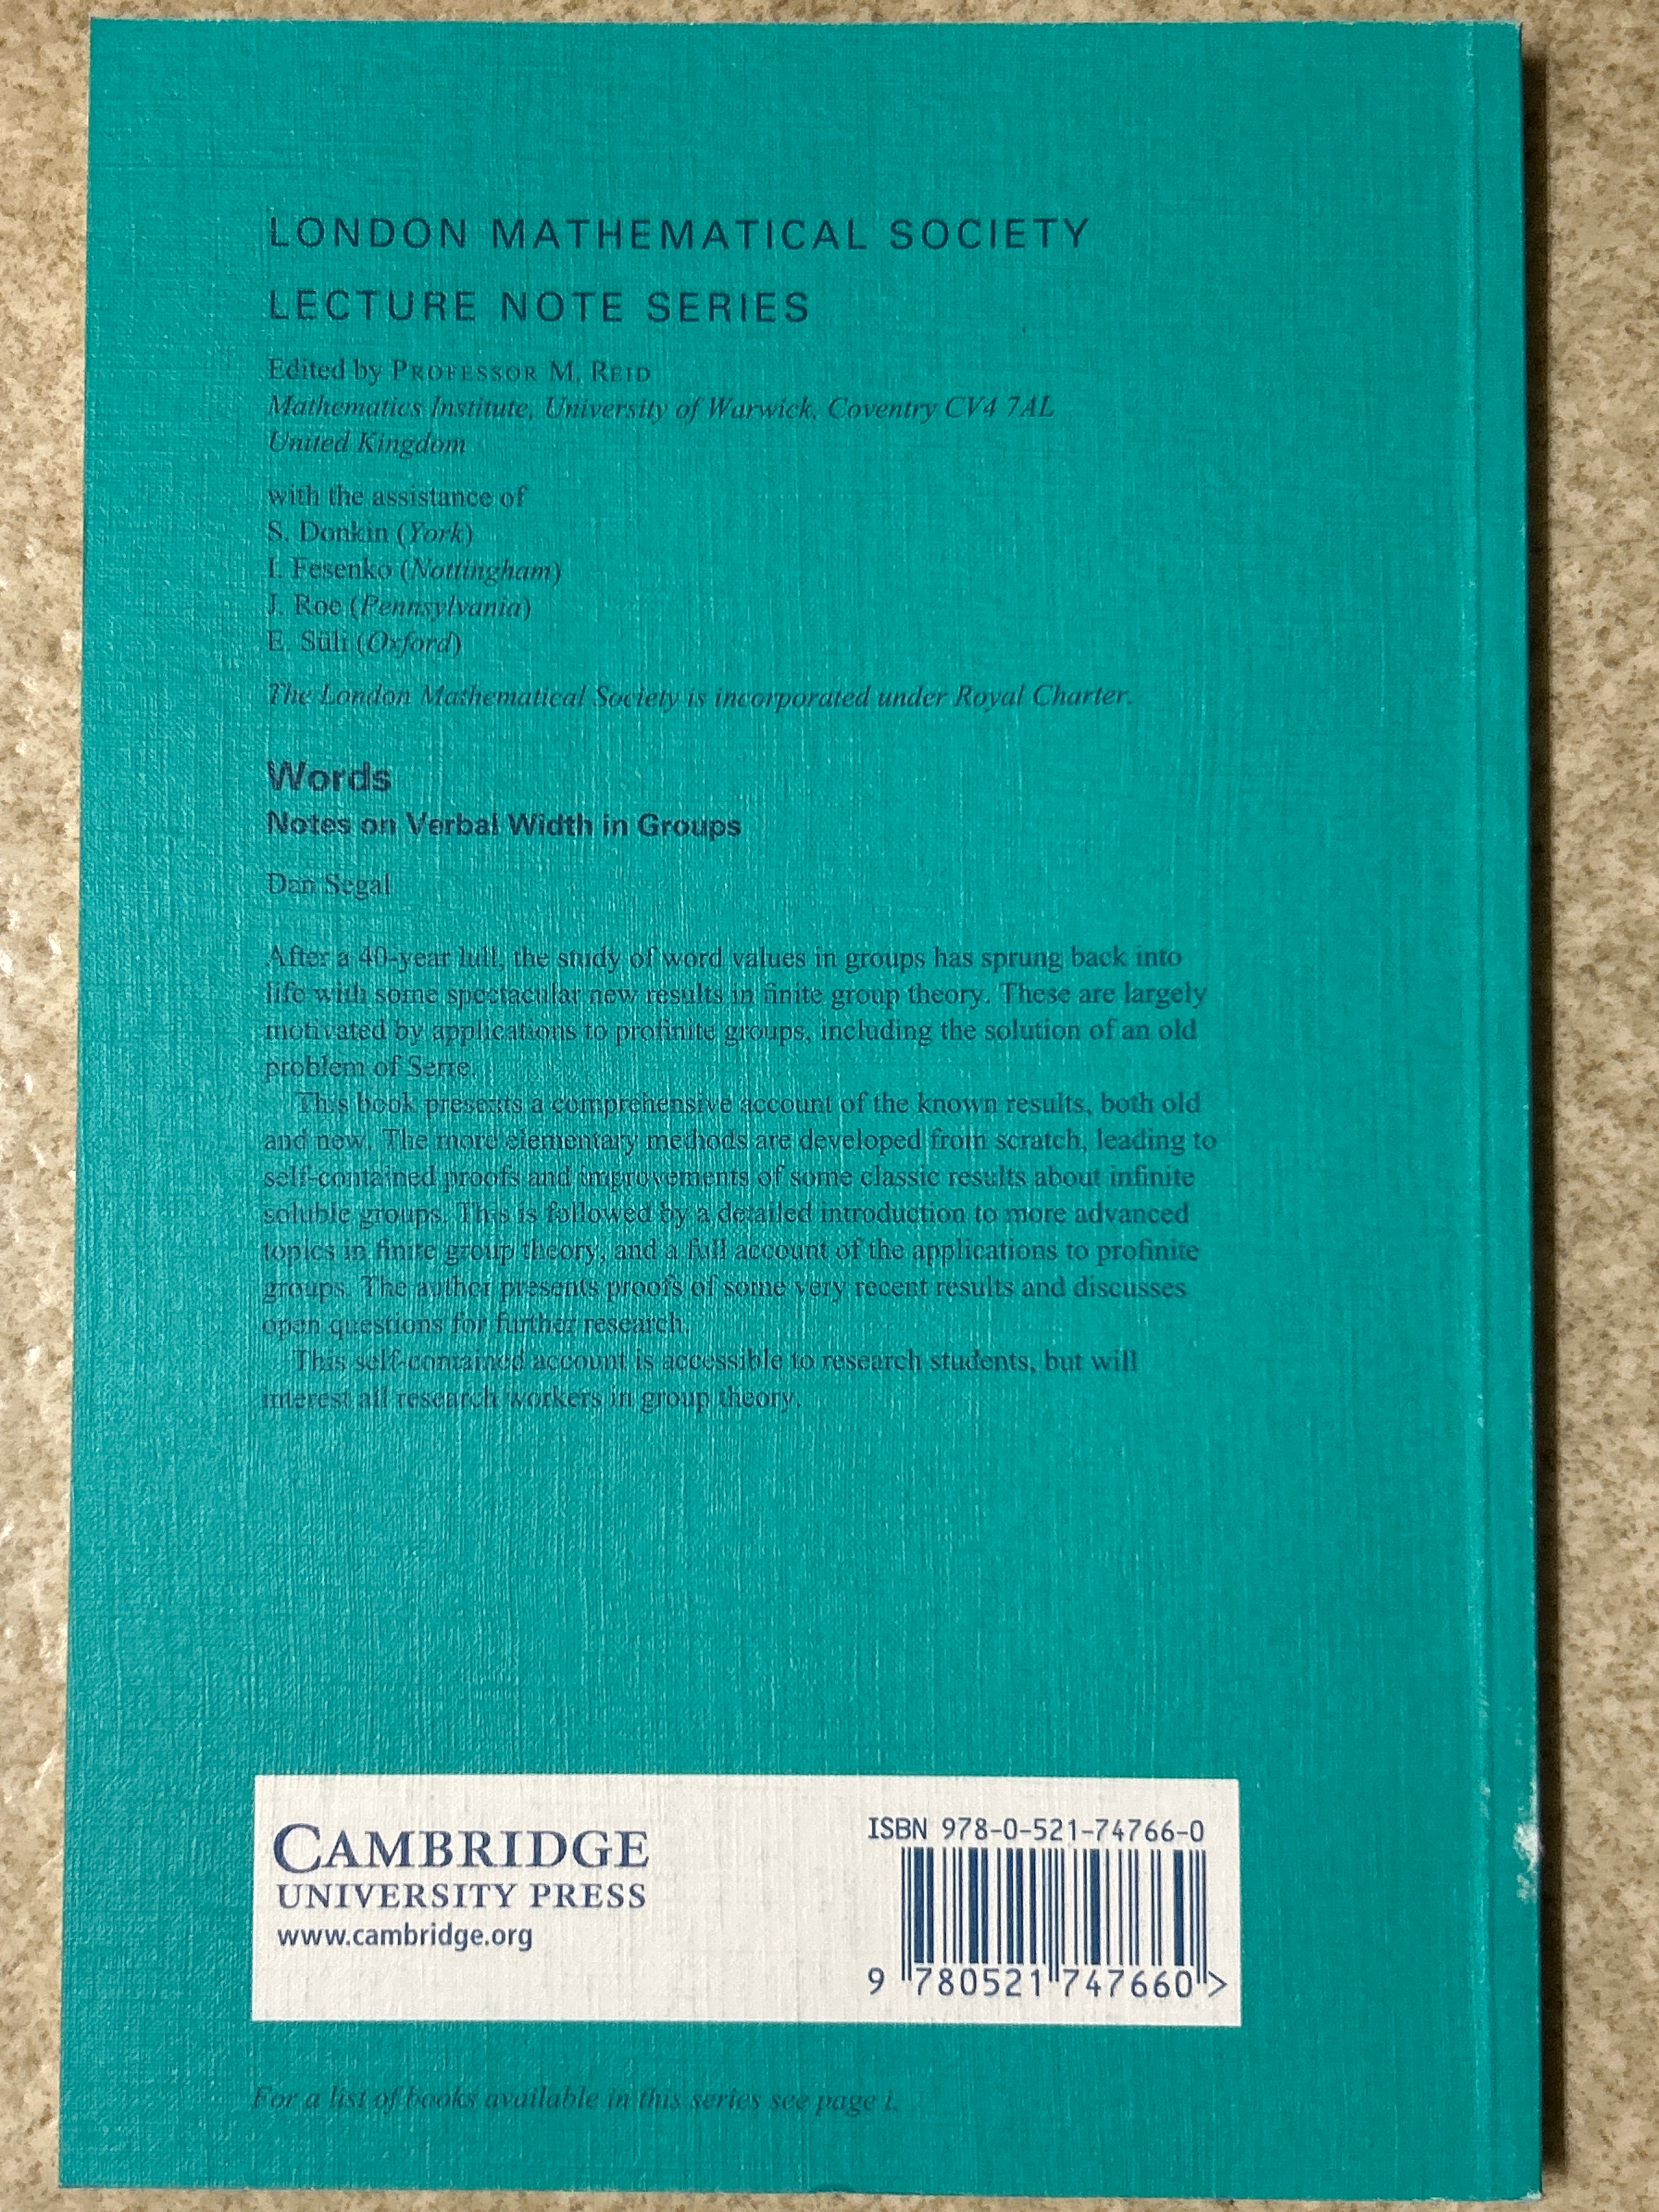 LONDON MATHEMATICAL SOCIETY
LECTURE NOTE SERIES
Edited by PROFESSOR M. REID
Mathematics Institute, University of Warwick, Coventry CV4 7AL
United Kingdom
with the assistance of
S. Donkin (York)
I. Fesenko (Nottingham)
J. Roe (Pennsylvania)
E. Süli (Oxford)
The London Mathematical Society is incorporated under Royal Charter.
Words
Notes on Verbal Width in Groups
Dan Segal
After a 40-year lull, the study of word values in groups has sprung back into
life with some spectacular new results in finite group theory. These are largely
motivated by applications to profinite groups, including the solution of an old
problem of Serre.
This book presents a comprehensive account of the known results, both old
and new. The more elementary methods are developed from scratch, leading to
self-contained proofs and improvements of some classic results about infinite
soluble groups. This is followed by a detailed introduction to more advanced
topics in finite group theory, and a full account of the applications to profinite
groups. The author presents proofs of some very recent results and discusses
open questions for further research.
This self-contained account is accessible to research students, but will
interest all research workers in group theory.
CAMBRIDGE
UNIVERSITY PRESS
www.cambridge.org
ISBN 978-0-521-74766-0
9 780521 747660 >
For a list of books available in this series see page i.